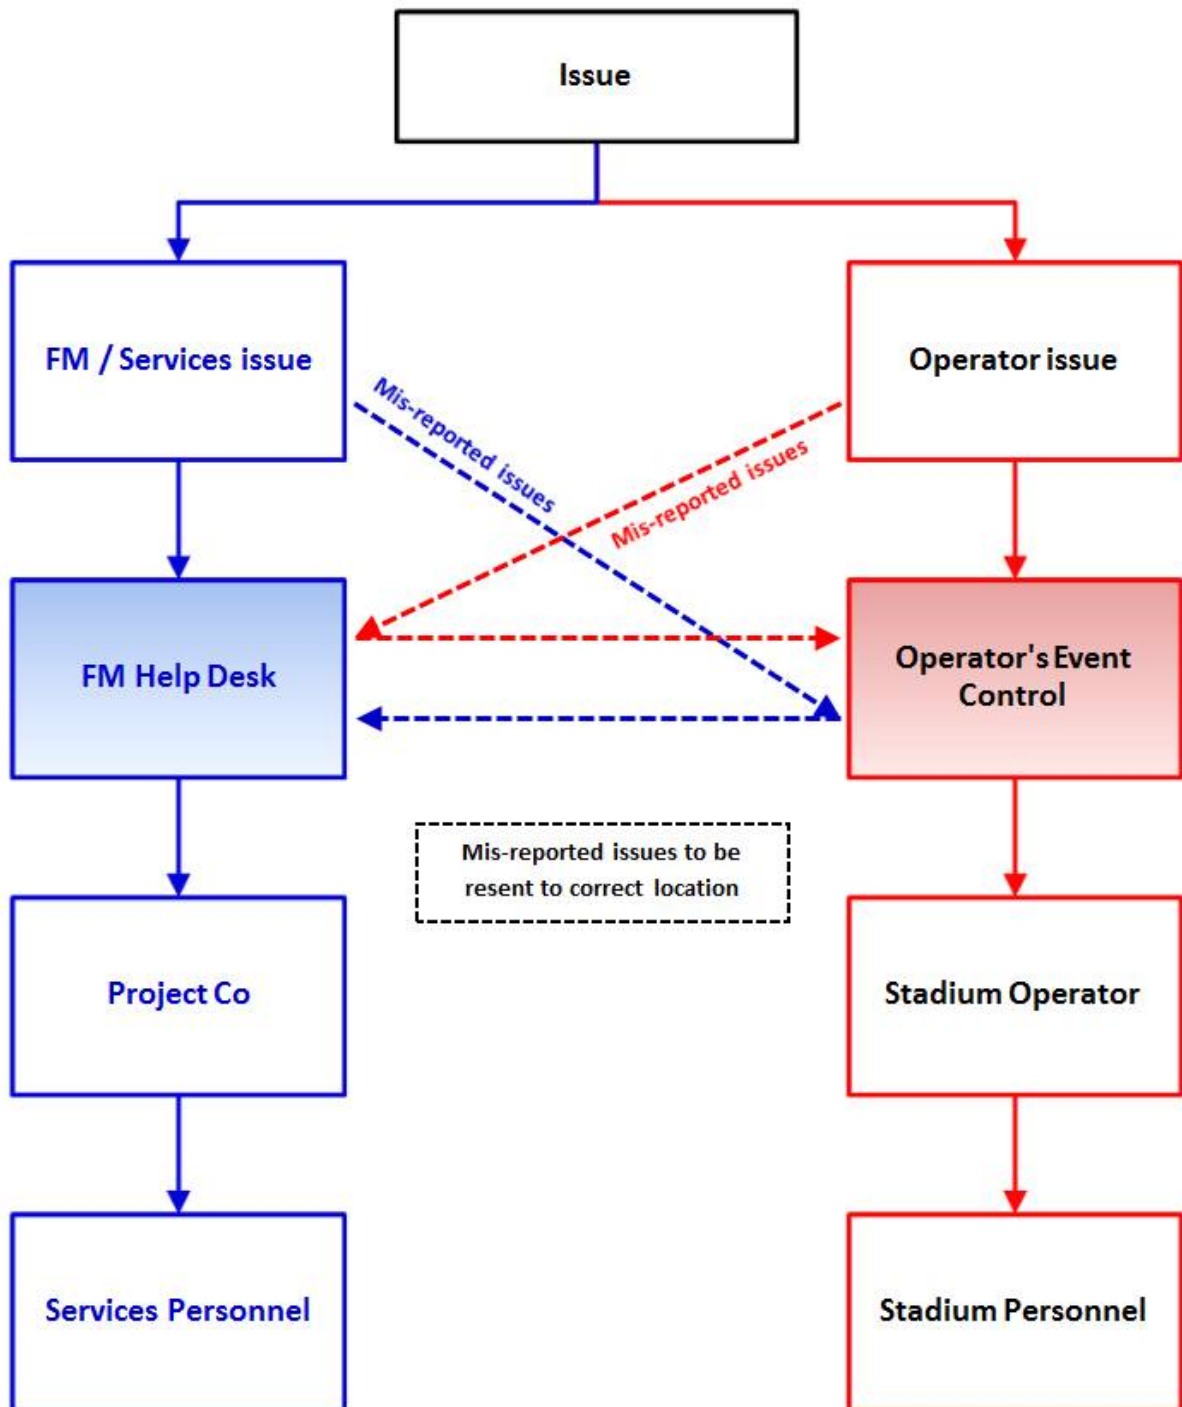 Issue
FM / Services issue
Operator issue
Mis-reported issues
Mis-reported issues
FM Help Desk
Operator's Event
Control
Mis-reported issues to be
resent to correct location
Project Co
Stadium Operator
Services Personnel
Stadium Personnel